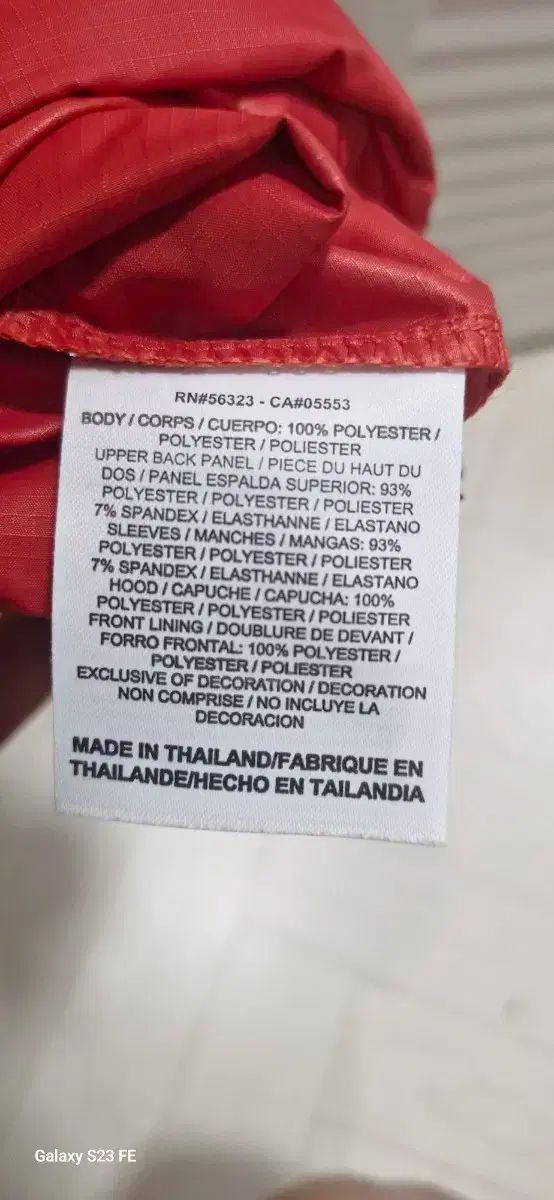 RN#56323 - CA#05553
BODY / CORPS / CUERPO: 100% POLYESTER /
POLYESTER / POLIESTER
UPPER BACK PANEL / PIECE DU HAUT DU
DOS / PANEL ESPALDA SUPERIOR: 93%
POLYESTER / POLYESTER / POLIESTER
7% SPANDEX / ELASTHANNE / ELASTANO
SLEEVES / MANCHES / MANGAS: 93%
POLYESTER / POLYESTER / POLIESTER
7% SPANDEX / ELASTHANNE / ELASTANO
HOOD / CAPUCHE / CAPUCHA: 100%
POLYESTER / POLYESTER / POLIESTER
FRONT LINING / DOUBLURE DE DEVANT /
FORRO FRONTAL: 100% POLYESTER /
POLYESTER / POLIESTER
EXCLUSIVE OF DECORATION / DECORATION
NON COMPRISE / NO INCLUYE LA
DECORACION
MADE IN THAILAND/FABRIQUE EN
THAILANDE/HECHO EN TAILANDIA
Galaxy S23 FE